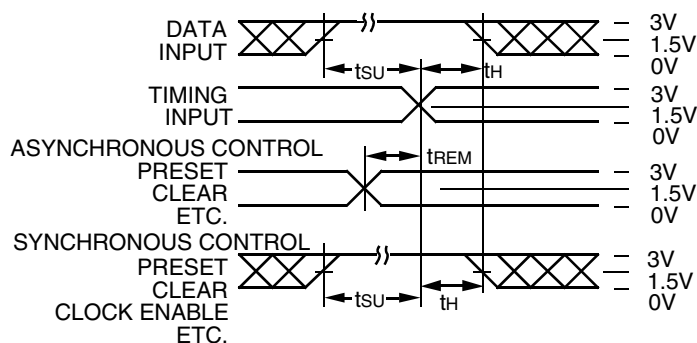 DATA
INPUT
tSU
tH
3V
1.5V
0V
TIMING
INPUT
3V
1.5V
0V
ASYNCHRONOUS CONTROL
PRESET
CLEAR
ETC.
tREM
3V
1.5V
0V
SYNCHRONOUS CONTROL
PRESET
CLEAR
CLOCK ENABLE
ETC.
tSU
tH
3V
1.5V
0V